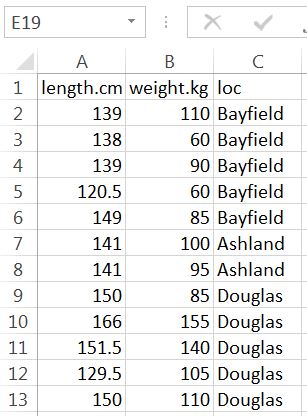 E19
A B C
1 length.cm weight.kg loc
2 139 110 Bayfield
3 138 60 Bayfield
4 139 90 Bayfield
5 120.5 60 Bayfield
6 149 85 Bayfield
7 141 100 Ashland
8 141 95 Ashland
9 150 85 Douglas
10 166 155 Douglas
11 151.5 140 Douglas
12 129.5 105 Douglas
13 150 110 Douglas